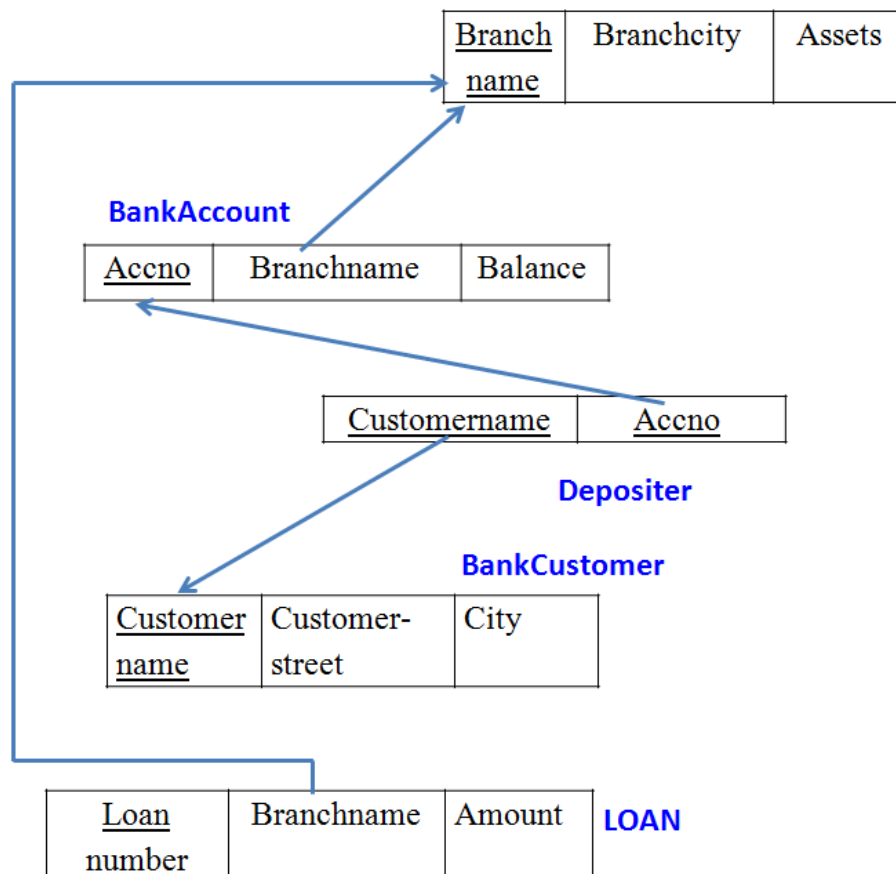 Branch name Branchcity Assets
BankAccount
Accno Branchname Balance
Customername Accno
Depositer
BankCustomer
Customer name Customer-street City
Loan number Branchname Amount LOAN